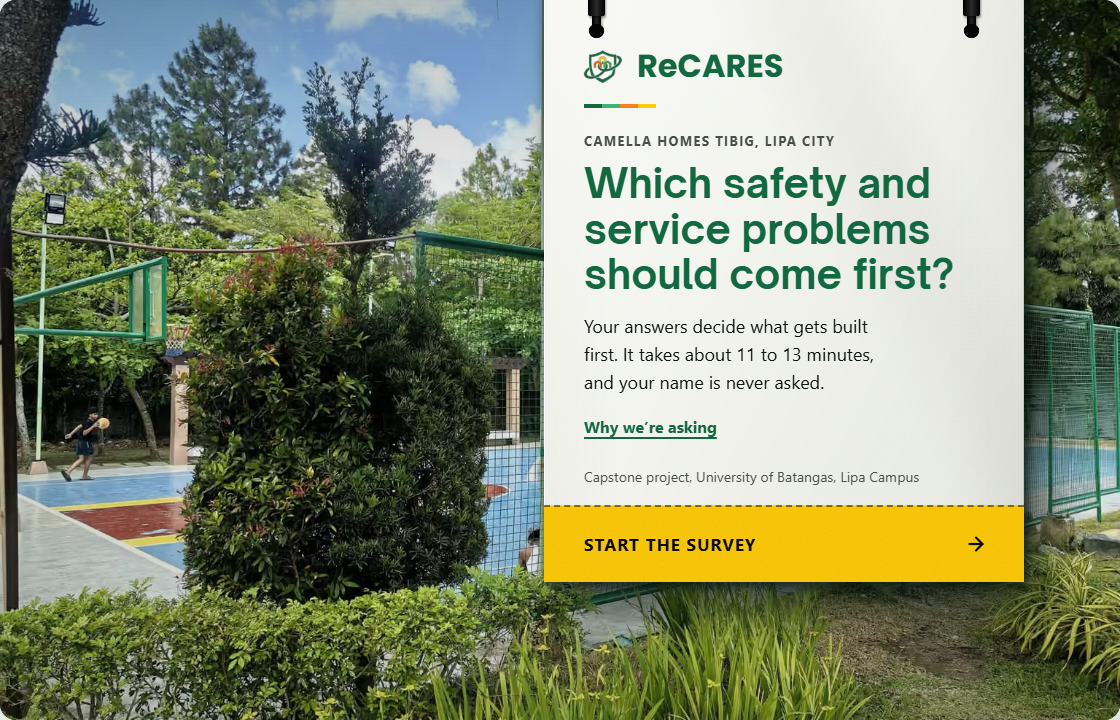 ReCARES
CAMELLA HOMES TIBIG, LIPA CITY
Which safety and
service problems
should come first?
Your answers decide what gets built
first. It takes about 11 to 13 minutes,
and your name is never asked.
Why we're asking
Capstone project, University of Batangas, Lipa Campus
START THE SURVEY